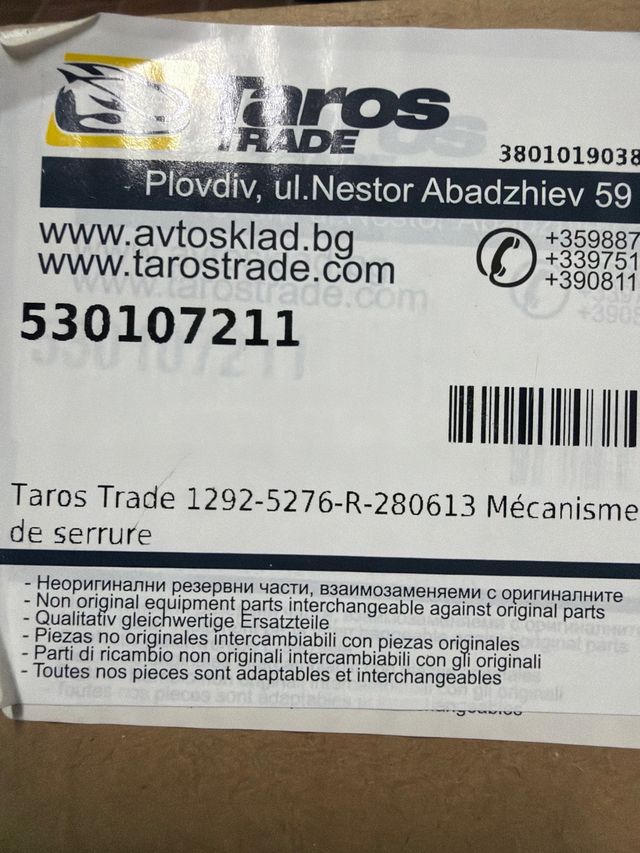 Taros
TRADE
3801019038
Plovdiv, ul.Nestor Abadzhiev 59
www.avtosklad.bg
www.tarostrade.com
+359887
+339751
+390811
530107211
Taros Trade 1292-5276-R-280613 Mécanisme
de serrure
- Неоригинални резервни части, взаимозаменяеми с оригиналните
- Non original equipment parts interchangeable against original parts
- Qualitativ gleichwertige Ersatzteile
- Piezas no originales intercambiabili con piezas originales
- Parti di ricambio non originali intercambiabili con gli originali
- Toutes nos pieces sont adaptables et interchangeables